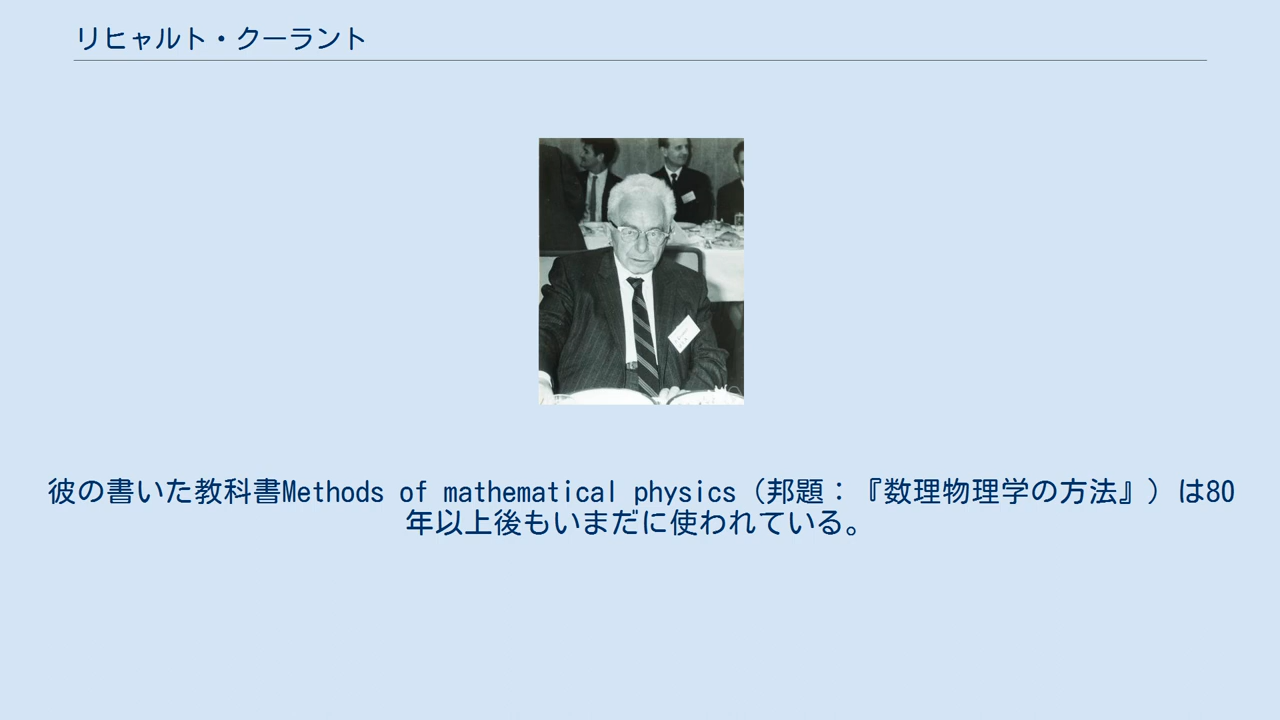 リヒャルト・クーラント
彼の書いた教科書Methods of mathematical physics（邦題：『数理物理学の方法』）は80
年以上後もいまだに使われている。